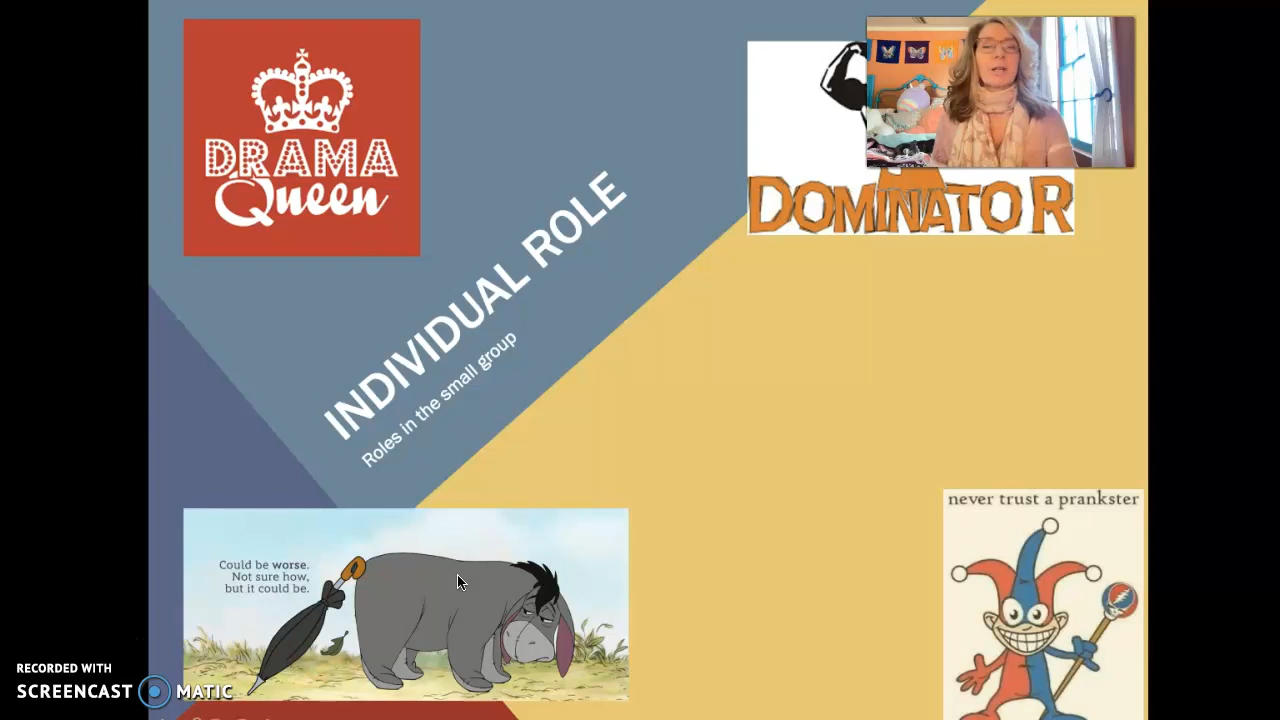 DRAMA
Queen
DOMINATOR
INDIVIDUAL ROLE
Roles in the small group
never trust a prankster
Could be worse.
Not sure how,
but it could be.
RECORDED WITH
SCREENCAST MATIC